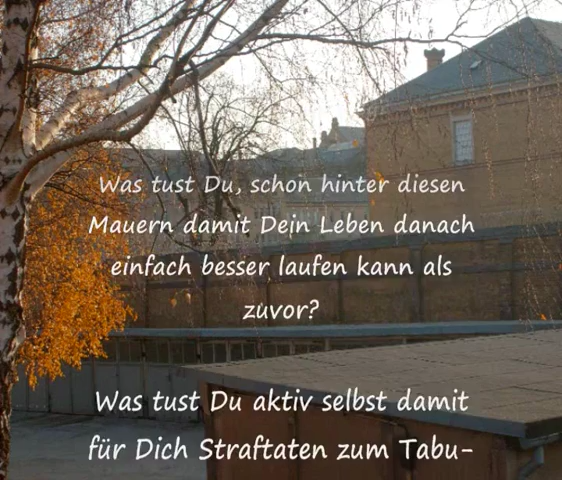 Was tust Du, schon hinter diesen
Mauern damit Dein Leben danach
einfach besser laufen kann als
zuvor?
Was tust Du aktiv selbst damit
für Dich Straftaten zum Tabu-